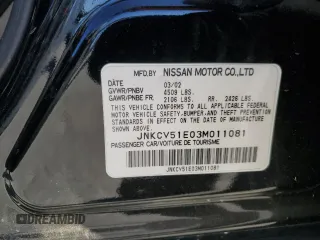 MFD.BY NISSAN MOTOR CO.,LTD
DATE 03/02
GVWR/PNBV 4509 LBS.
GAWR/PNBE FR. 2106 LBS. RR. 2426 LBS.
THIS VEHICLE CONFORMS TO ALL APPLICABLE FEDERAL
MOTOR VEHICLE SAFETY, BUMPER, AND THEFT PREVENTION
STANDARDS IN EFFECT ON THE DATE OF MANUFACTURE
SHOWN ABOVE.
JNKCV51E03M011081
PASSENGER CAR/VOITURE DE TOURISME
JNKCV51E03M011081
DREAMBID